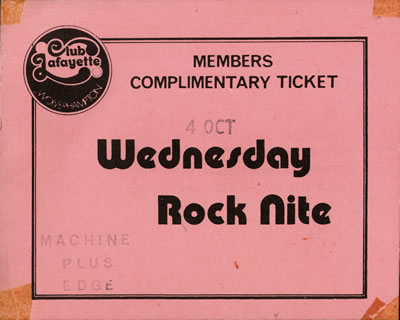 Club
Lafayette
WOLVERHAMPTON
MEMBERS
COMPLIMENTARY TICKET
4 OCT
Wednesday
Rock Nite
MACHINE
PLUS
EDGE